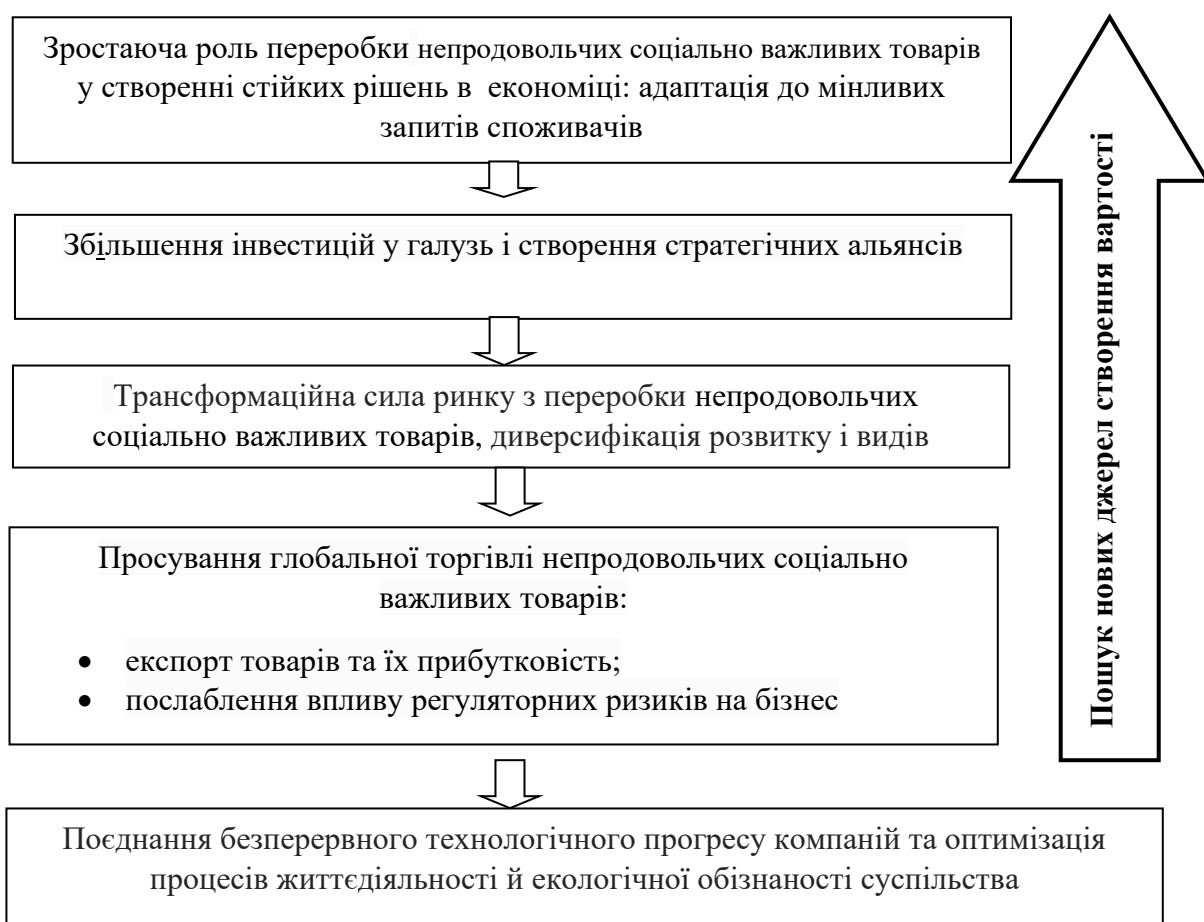 Зростаюча роль переробки непродовольчих соціально важливих товарів
у створенні стійких рішень в економіці: адаптація до мінливих
запитів споживачів
Збільшення інвестицій у галузь і створення стратегічних альянсів
Трансформаційна сила ринку з переробки непродовольчих
соціально важливих товарів, диверсифікація розвитку і видів
Просування глобальної торгівлі непродовольчих соціально
важливих товарів:
• експорт товарів та їх прибутковість;
• послаблення впливу регуляторних ризиків на бізнес
Поєднання безперервного технологічного прогресу компаній та оптимізація
процесів життєдіяльності й екологічної обізнаності суспільства
Пошук нових джерел створення вартості